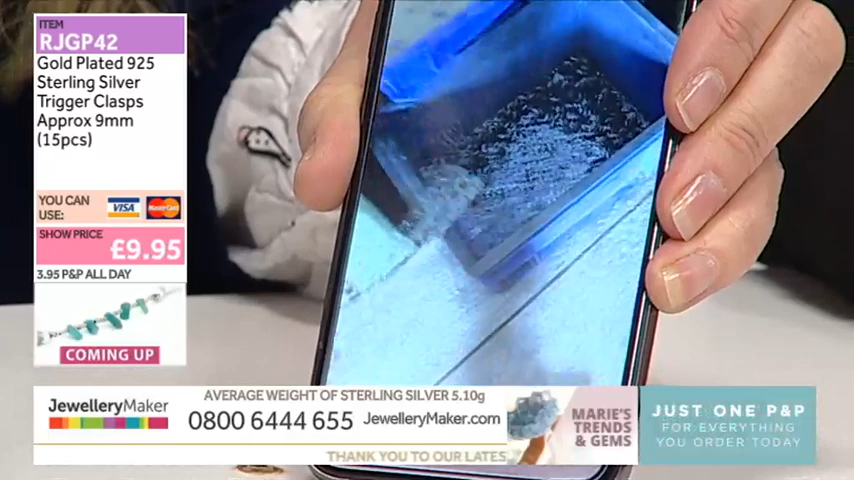 ITEM
RJGP42
Gold Plated 925
Sterling Silver
Trigger Clasps
Approx 9mm
(15pcs)
YOU CAN
USE:
VISA
MasterCard
SHOW PRICE
£9.95
3.95 P&P ALL DAY
COMING UP
JewelleryMaker
AVERAGE WEIGHT OF STERLING SILVER 5.10g
0800 6444 655
JewelleryMaker.com
THANK YOU TO OUR LATES
MARIE'S
TRENDS
& GEMS
JUST ONE P&P
FOR EVERYTHING
YOU ORDER TODAY